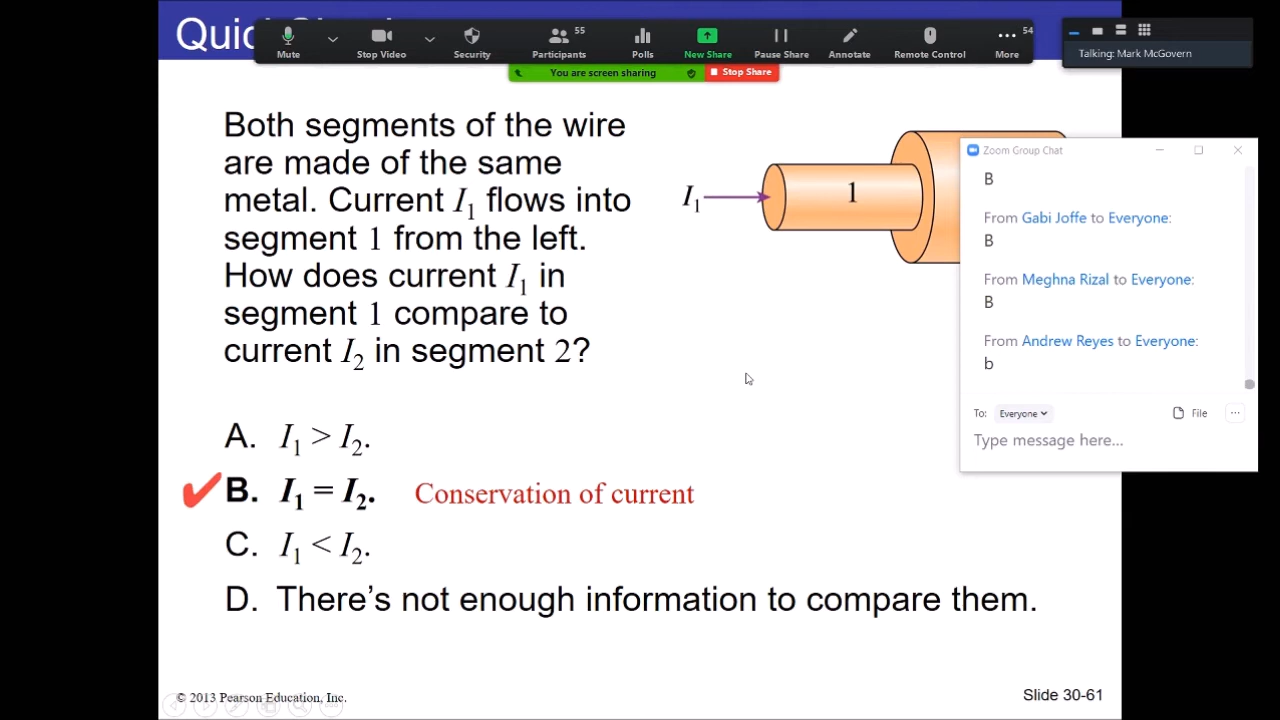 Quic
Mute
Stop Video
Security
55
Participants
Polls
New Share
Pause Share
Annotate
Remote Control
54
More
You are screen sharing
Stop Share
Talking: Mark McGovern
Both segments of the wire
are made of the same
metal. Current I₁ flows into
segment 1 from the left.
How does current I₁ in
segment 1 compare to
current I₂ in segment 2?
I₁
1
A. I₁ > I₂.
B. I₁ = I₂. Conservation of current
C. I₁ < I₂.
D. There’s not enough information to compare them.
Zoom Group Chat
B
From Gabi Joffe to Everyone:
B
From Meghna Rizal to Everyone:
B
From Andrew Reyes to Everyone:
b
To: Everyone
File
Type message here...
© 2013 Pearson Education, Inc.
Slide 30-61